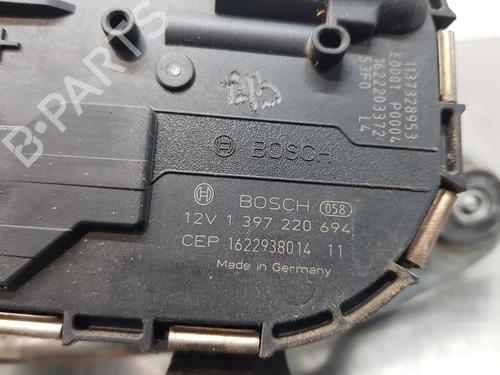 1137328953
E0001 P0004
1622203372
53F0 L4
BOSCH
BOSCH 058
12V 1 397 220 694
CEP 1622938014 11
Made in Germany